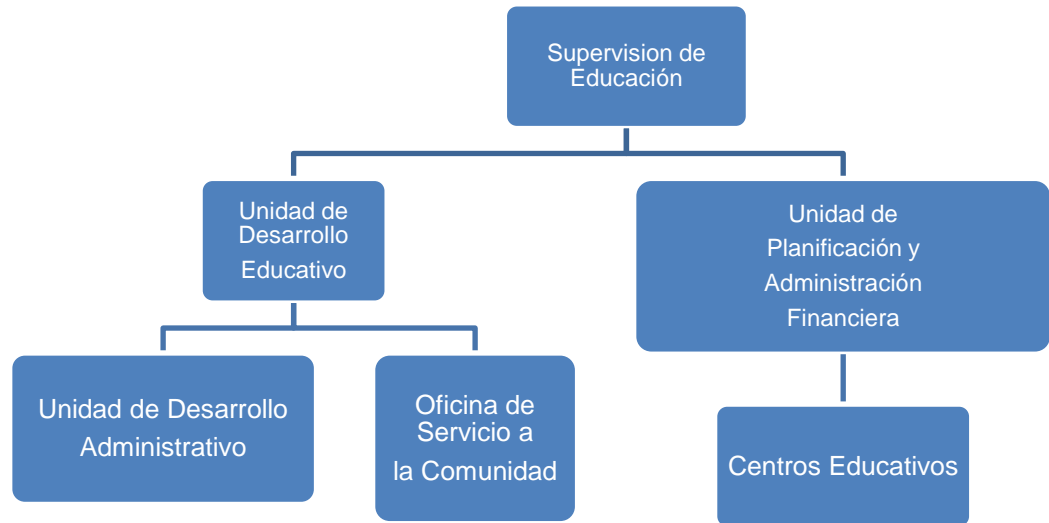 Supervision de
Educación
Unidad de
Desarrollo
Educativo
Unidad de
Planificación y
Administración
Financiera
Unidad de Desarrollo
Administrativo
Oficina de
Servicio a
la Comunidad
Centros Educativos